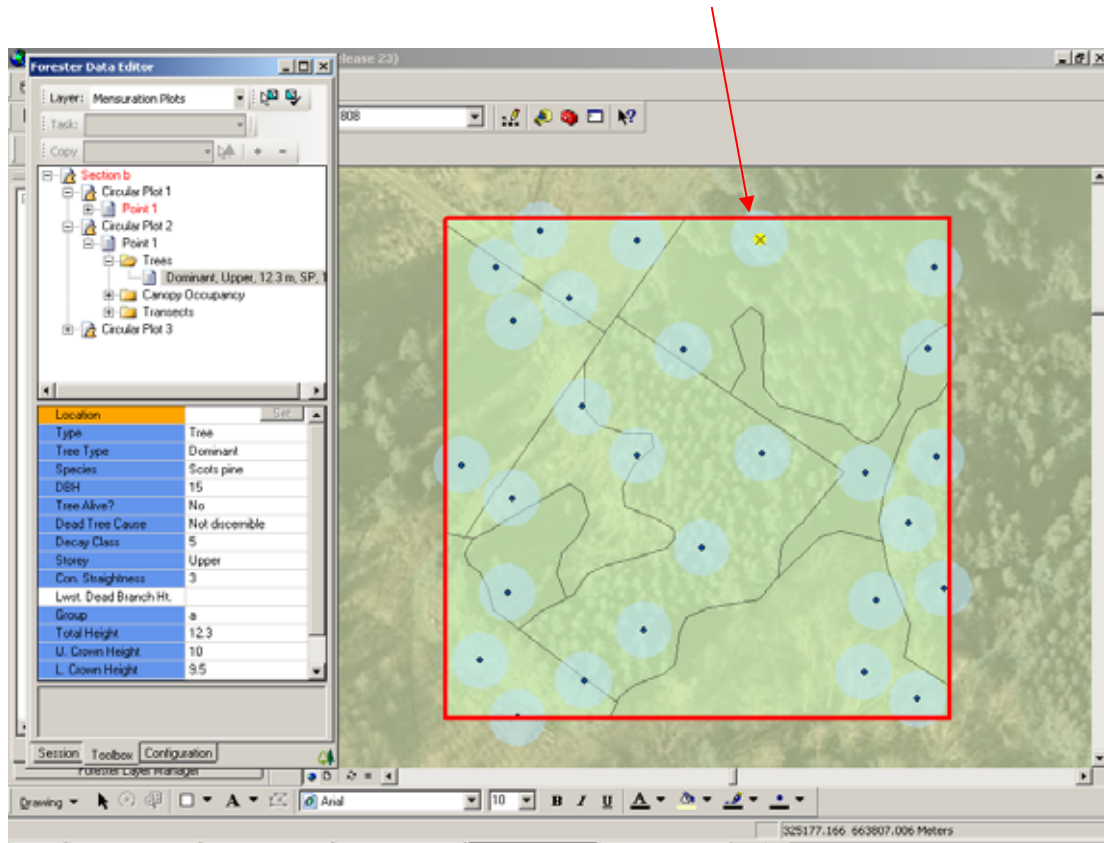 Forester Data Editor
lease 23)
Layer: Mensuration Plots
Task:
808
Copy
Section b
Circular Plot 1
Point 1
Circular Plot 2
Point 1
Trees
Dominant, Upper, 12.3 m, SP, 1
Canopy Occupancy
Transects
Circular Plot 3
Location Set
Type Tree
Tree Type Dominant
Species Scots pine
DBH 15
Tree Alive? No
Dead Tree Cause Not discernible
Decay Class 5
Storey Upper
Con. Straightness 3
Lwst. Dead Branch Ht.
Group a
Total Height 12.3
U. Crown Height 10
L. Crown Height 9.5
Session Toolbox Configuration
Forester Layer Manager
Drawing A Arial 10 B I U A
325177.166 663807.006 Meters